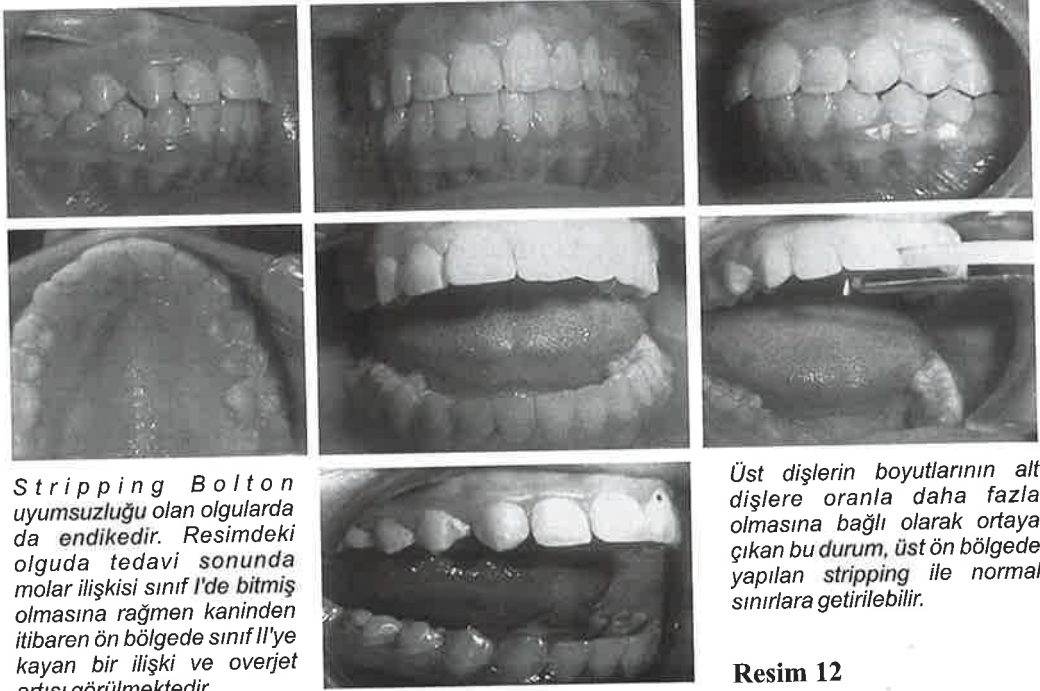 Stripping Bolton
uyumsuzluğu olan olgularda
da endikedir. Resimdeki
olguda tedavi sonunda
molar ilişkisi sınıf I'de bitmiş
olmasına rağmen kaninden
itibaren ön bölgede sınıf II'ye
kayan bir ilişki ve overjet
artışı görülmektedir.
Üst dişlerin boyutlarının alt
dişlere oranla daha fazla
olmasına bağlı olarak ortaya
çıkan bu durum, üst ön bölgede
yapılan stripping ile normal
sınırlara getirilebilir.
Resim 12